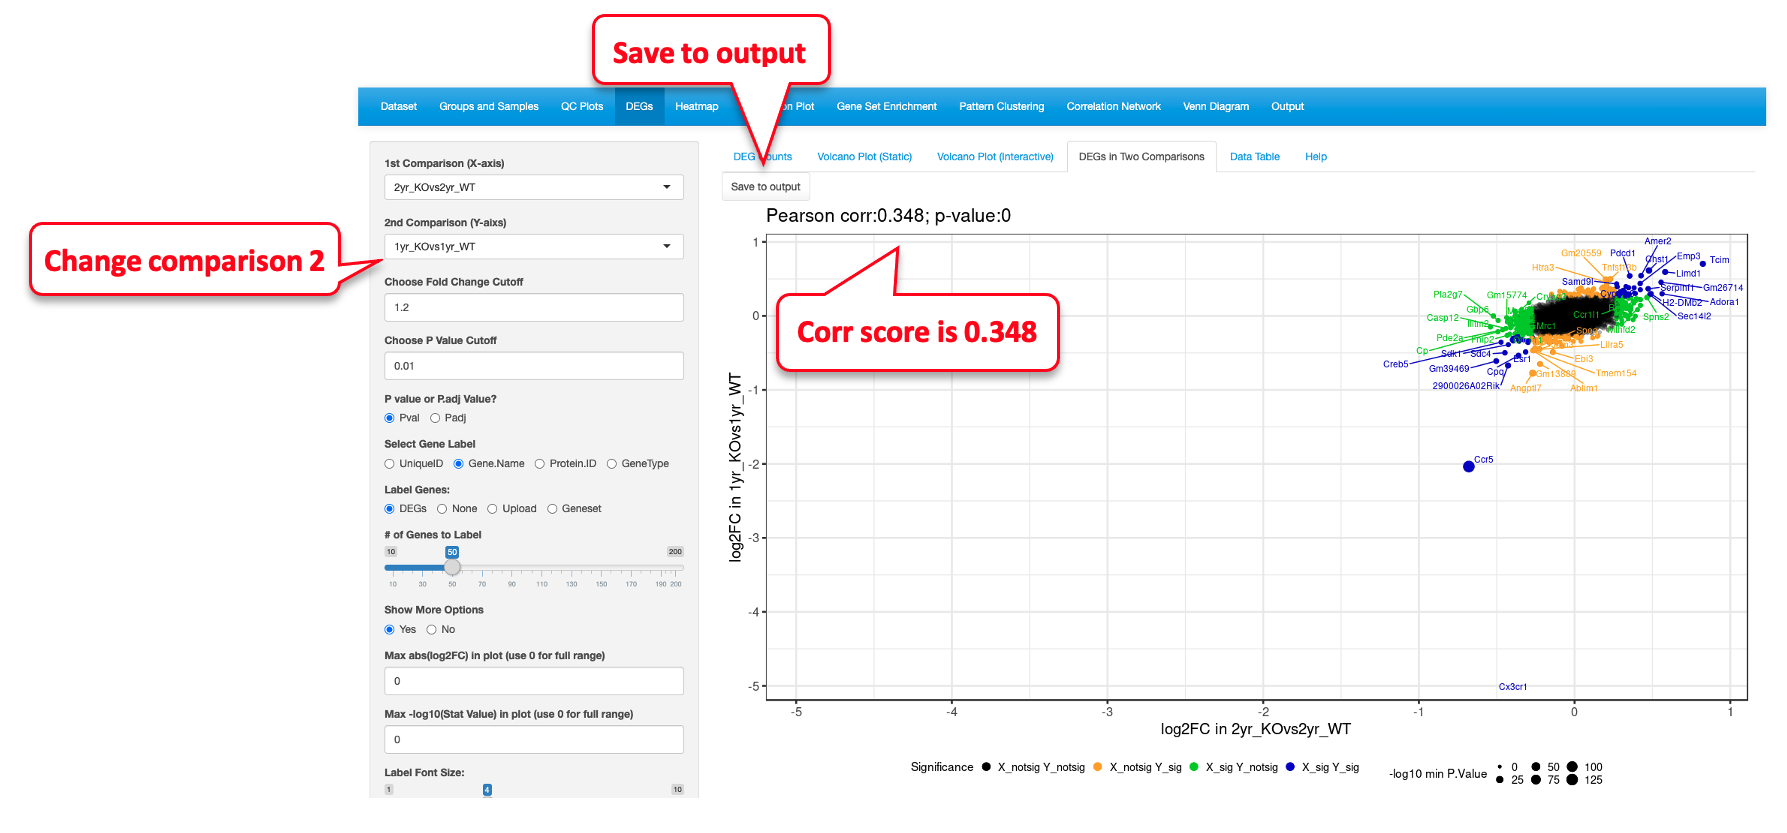 Save to output
Dataset Groups and Samples QC Plots DEGs Heatmap on Plot Gene Set Enrichment Pattern Clustering Correlation Network Venn Diagram Output
DEG unts Volcano Plot (Static) Volcano Plot (Interactive) DEGs in Two Comparisons Data Table Help
Save to output
1st Comparison (X-axis)
2yr_KOvs2yr_WT
2nd Comparison (Y-aixs)
1yr_KOvs1yr_WT
Change comparison 2
Choose Fold Change Cutoff
1.2
Choose P Value Cutoff
0.01
P value or P.adj Value?
Pval Padj
Select Gene Label
UniqueID Gene.Name Protein.ID GeneType
Label Genes:
DEGs None Upload Geneset
# of Genes to Label
10 50 200
10 30 50 70 90 110 130 150 170 190 200
Show More Options
Yes No
Max abs(log2FC) in plot (use 0 for full range)
0
Max -log10(Stat Value) in plot (use 0 for full range)
0
Label Font Size:
1 4 10
Pearson corr:0.348; p-value:0
Corr score is 0.348
log2FC in 1yr_KOvs1yr_WT
1
0
-1
-2
-3
-4
-5
Amer2
Gm20559 Pdcd1 Ghst1 Emp3 Tcim
Htra3 Limd1
Samd9l Serpinf1 Gm26714
Pla2g7 Gm15774 H2-DMb2 Adora1
Casp12 Ccr1l1 Spns2 Sec14l2
Mrc1
Pde2a Lilra5
Cp Sdk1 Sdc4 Ebi3
Creb5 Esr1
Gm39469 Cpq Gm13889 Tmem154
2900026A02Rik Angptl7 Ablim1
Ccr5
Cx3cr1
-5 -4 -3 -2 -1 0 1
log2FC in 2yr_KOvs2yr_WT
Significance X_notsig Y_notsig X_notsig Y_sig X_sig Y_notsig X_sig Y_sig
-log10 min P.Value 0 50 100
25 75 125